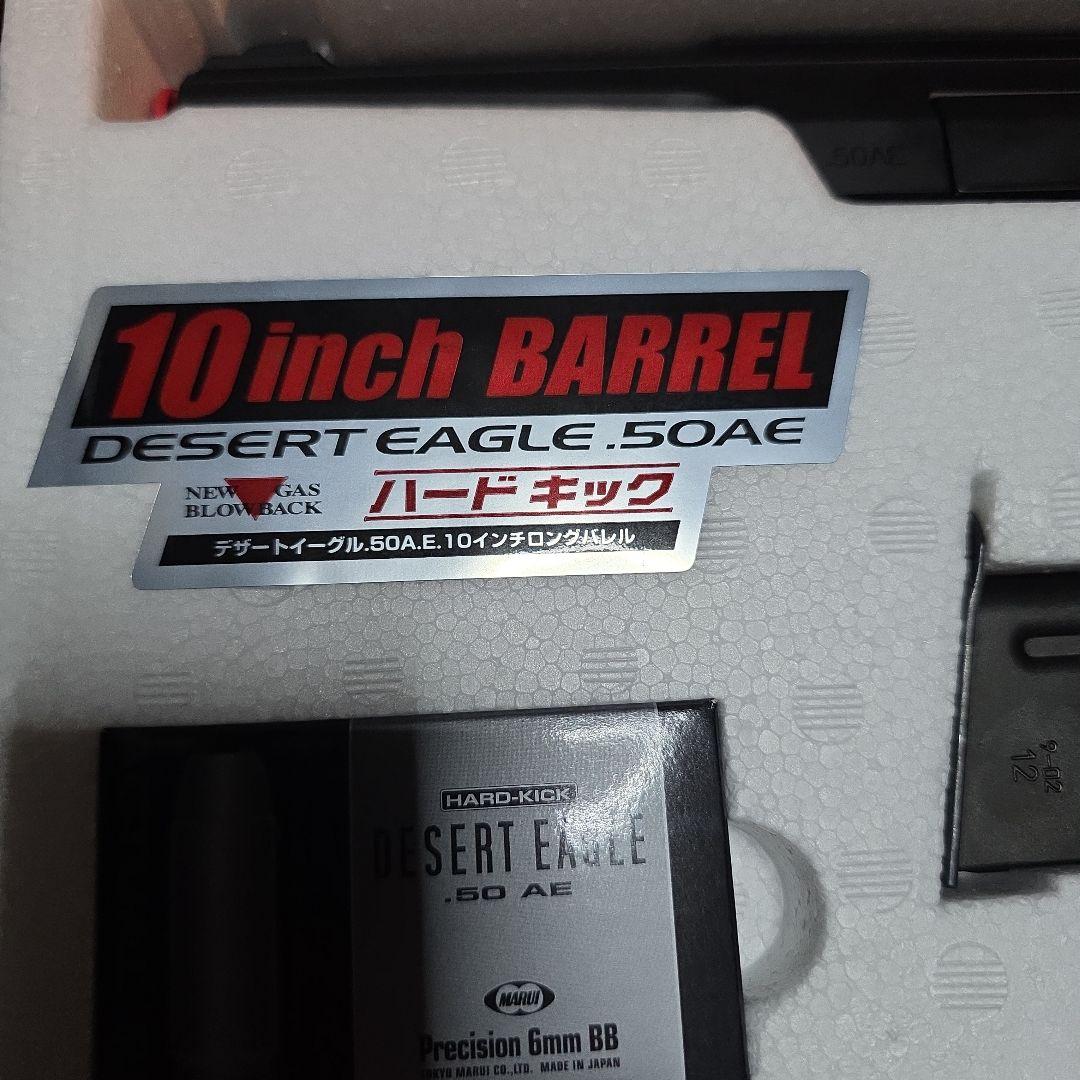 .50AE
10inch BARREL
DESERT EAGLE .50AE
NEW GAS
BLOWBACK
ハードキック
デザートイーグル.50A.E.10インチロングバレル
9-02
12
HARD-KICK
DESERT EAGLE
.50 AE
MARUI
Precision 6mm BB
TOKYO MARUI CO.,LTD. MADE IN JAPAN